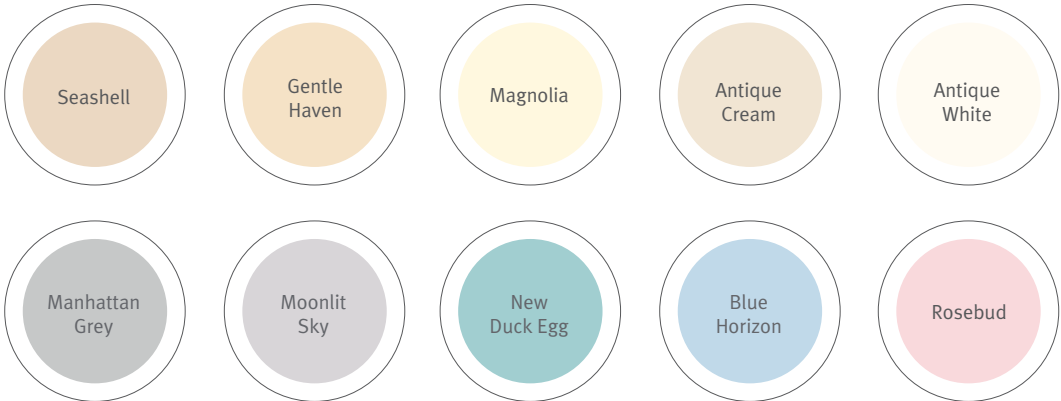 Seashell
Gentle
Haven
Magnolia
Antique
Cream
Antique
White
Manhattan
Grey
Moonlit
Sky
New
Duck Egg
Blue
Horizon
Rosebud